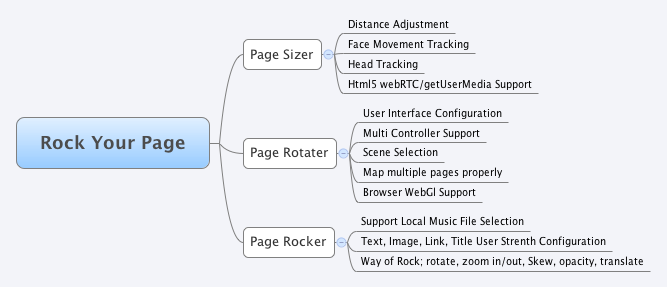 Rock Your Page
Page Sizer
Distance Adjustment
Face Movement Tracking
Head Tracking
Html5 webRTC/getUserMedia Support
Page Rotater
User Interface Configuration
Multi Controller Support
Scene Selection
Map multiple pages properly
Browser WebGl Support
Page Rocker
Support Local Music File Selection
Text, Image, Link, Title User Strenth Configuration
Way of Rock; rotate, zoom in/out, Skew, opacity, translate